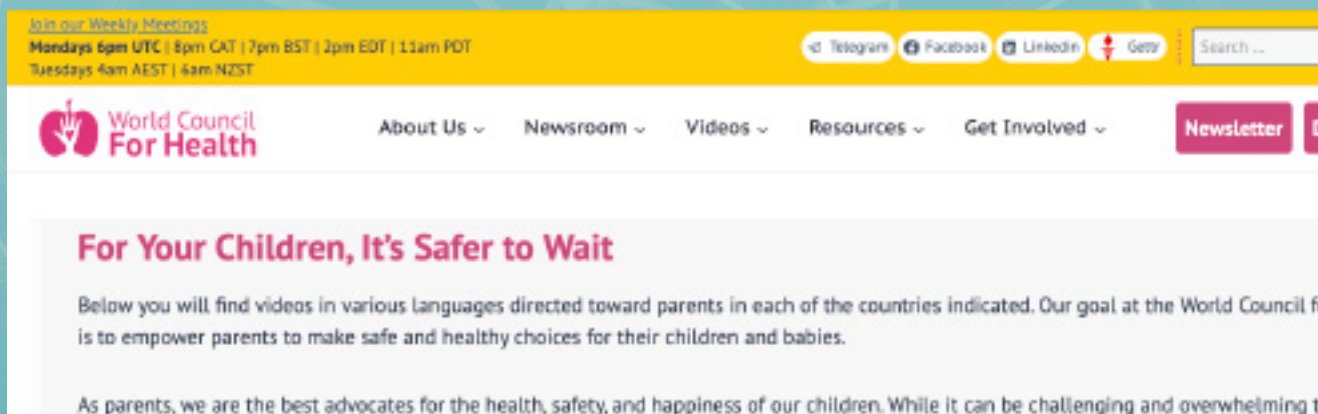 Join our Weekly Meetings
Mondays 6pm UTC | 8pm CAT | 7pm BST | 2pm EDT | 11am PDT
Tuesdays 4am AEST | 6am NZST
Telegram Facebook Linkedin Gettr Search ...
World Council
For Health
About Us Newsroom Videos Resources Get Involved Newsletter
For Your Children, It's Safer to Wait
Below you will find videos in various languages directed toward parents in each of the countries indicated. Our goal at the World Council
is to empower parents to make safe and healthy choices for their children and babies.
As parents, we are the best advocates for the health, safety, and happiness of our children. While it can be challenging and overwhelming